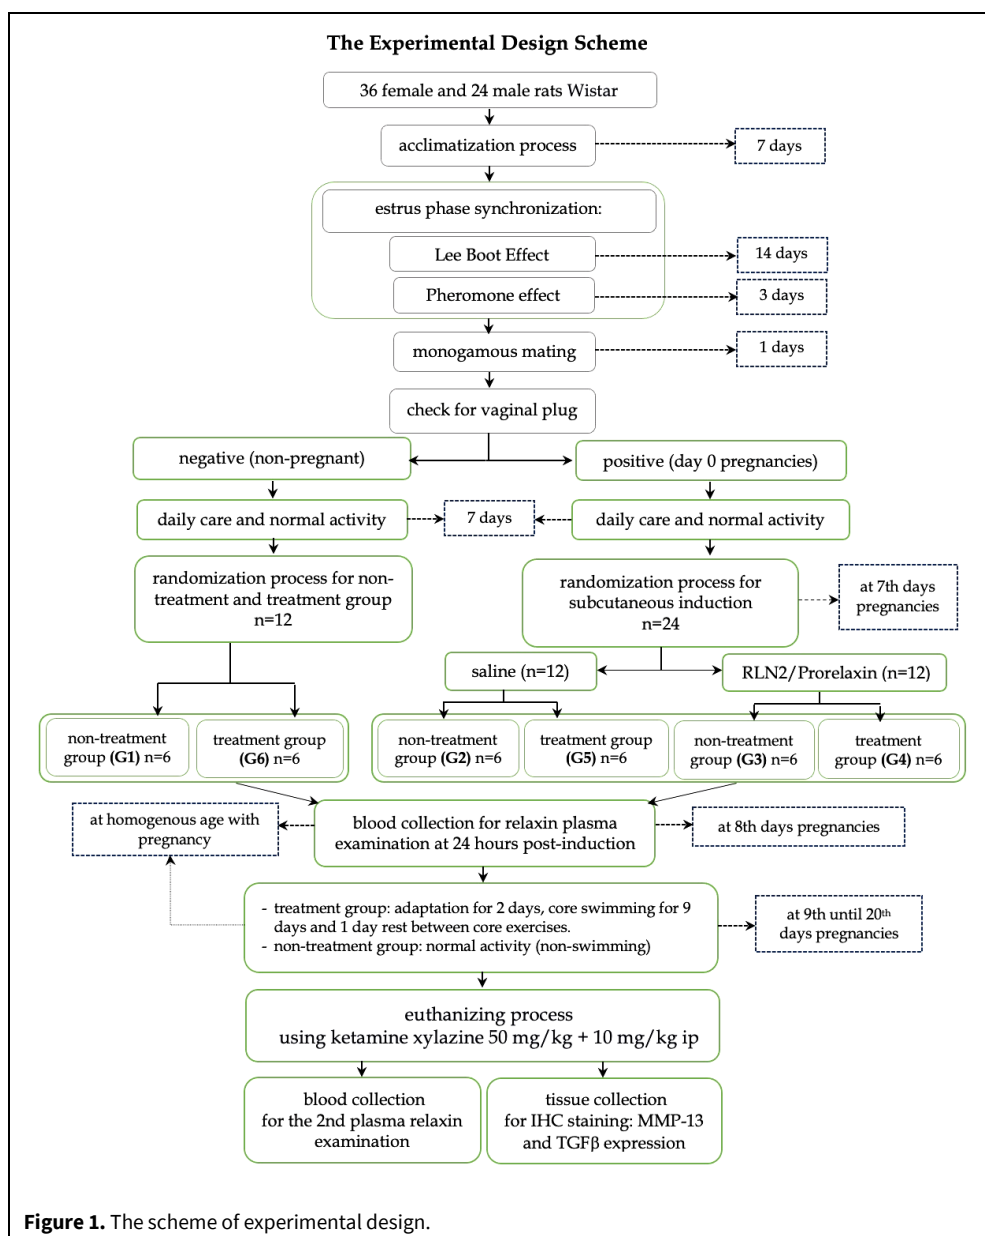 The Experimental Design Scheme
36 female and 24 male rats Wistar
acclimatization process
7 days
estrus phase synchronization:
Lee Boot Effect
14 days
Pheromone effect
3 days
monogamous mating
1 days
check for vaginal plug
negative (non-pregnant)
positive (day 0 pregnancies)
daily care and normal activity
7 days
daily care and normal activity
randomization process for non-
treatment and treatment group
n=12
randomization process for
subcutaneous induction
n=24
at 7th days
pregnancies
saline (n=12)
RLN2/Prorelaxin (n=12)
non-treatment
group (G1) n=6
treatment group
(G6) n=6
non-treatment
group (G2) n=6
treatment group
(G5) n=6
non-treatment
group (G3) n=6
treatment
group (G4) n=6
at homogenous age with
pregnancy
blood collection for relaxin plasma
examination at 24 hours post-induction
at 8th days pregnancies
- treatment group: adaptation for 2 days, core swimming for 9
days and 1 day rest between core exercises.
- non-treatment group: normal activity (non-swimming)
at 9th until 20th
days pregnancies
euthanizing process
using ketamine xylazine 50 mg/kg + 10 mg/kg ip
blood collection
for the 2nd plasma relaxin
examination
tissue collection
for IHC staining: MMP-13
and TGFβ expression
Figure 1. The scheme of experimental design.